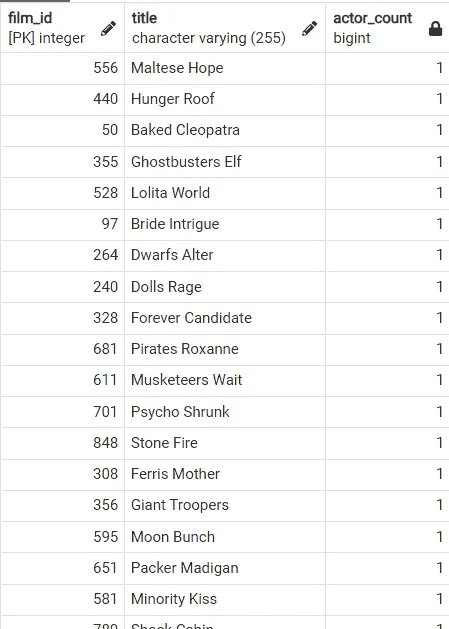 film_id title actor_count
[PK] integer character varying (255) bigint
556 Maltese Hope 1
440 Hunger Roof 1
50 Baked Cleopatra 1
355 Ghostbusters Elf 1
528 Lolita World 1
97 Bride Intrigue 1
264 Dwarfs Alter 1
240 Dolls Rage 1
328 Forever Candidate 1
681 Pirates Roxanne 1
611 Musketeers Wait 1
701 Psycho Shrunk 1
848 Stone Fire 1
308 Ferris Mother 1
356 Giant Troopers 1
595 Moon Bunch 1
651 Packer Madigan 1
581 Minority Kiss 1